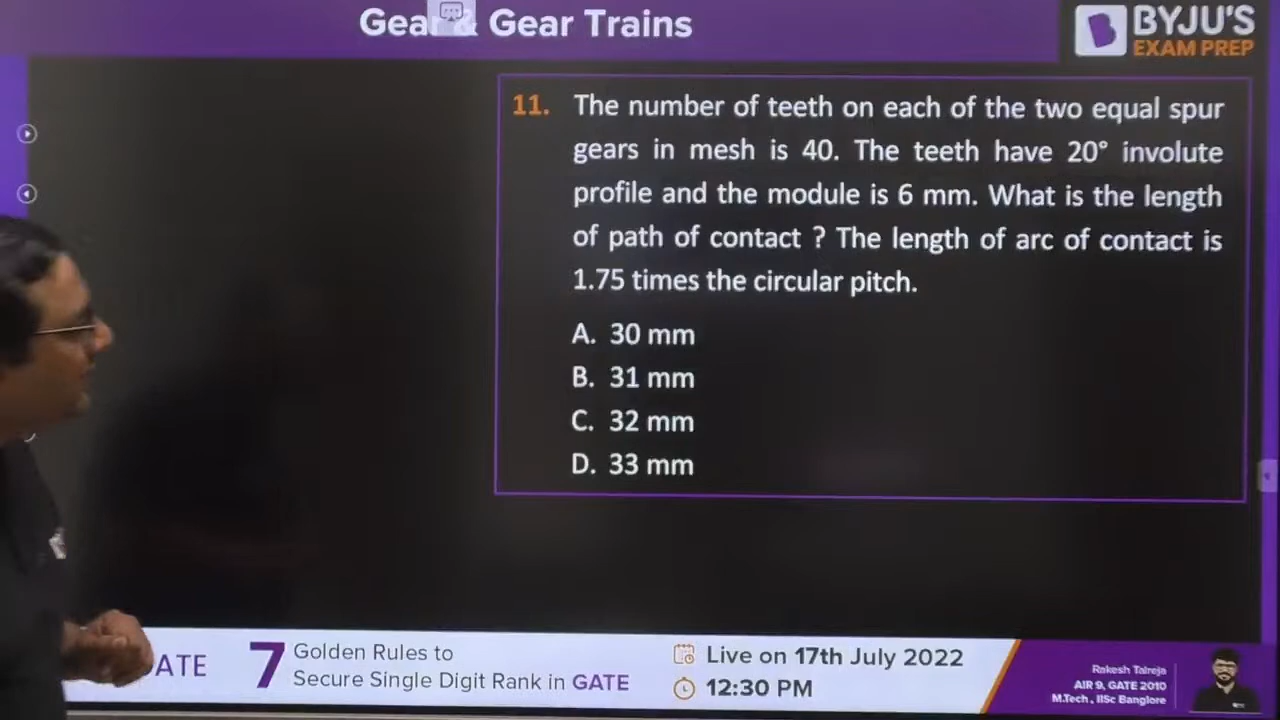 Gea & Gear Trains
BYJU'S
EXAM PREP
11. The number of teeth on each of the two equal spur
gears in mesh is 40. The teeth have 20° involute
profile and the module is 6 mm. What is the length
of path of contact ? The length of arc of contact is
1.75 times the circular pitch.
A. 30 mm
B. 31 mm
C. 32 mm
D. 33 mm
ATE
7 Golden Rules to
Secure Single Digit Rank in GATE
Live on 17th July 2022
12:30 PM
Rakesh Talreja
AIR 9, GATE 2010
M.Tech, IISc Banglore